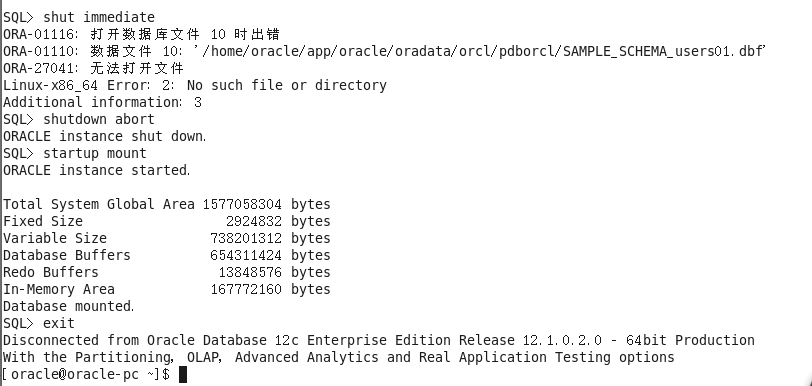 SQL> shut immediate
ORA-01116: 打开数据库文件 10 时出错
ORA-01110: 数据文件 10: '/home/oracle/app/oracle/oradata/orcl/pdborcl/SAMPLE_SCHEMA_users01.dbf'
ORA-27041: 无法打开文件
Linux-x86_64 Error: 2: No such file or directory
Additional information: 3
SQL> shutdown abort
ORACLE instance shut down.
SQL> startup mount
ORACLE instance started.
Total System Global Area 1577058304 bytes
Fixed Size 2924832 bytes
Variable Size 738201312 bytes
Database Buffers 654311424 bytes
Redo Buffers 13848576 bytes
In-Memory Area 167772160 bytes
Database mounted.
SQL> exit
Disconnected from Oracle Database 12c Enterprise Edition Release 12.1.0.2.0 - 64bit Production
With the Partitioning, OLAP, Advanced Analytics and Real Application Testing options
[oracle@oracle-pc ~]$